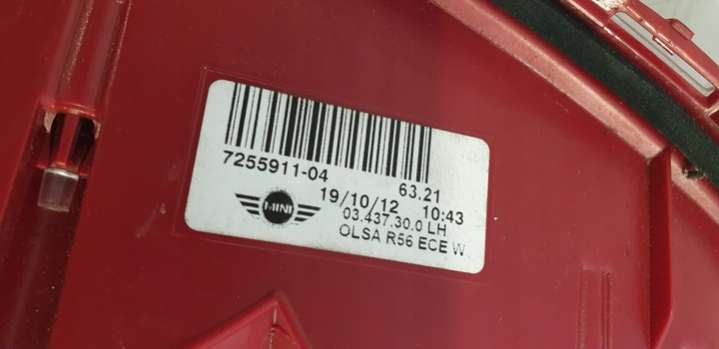 7255911-04 63.21
19/10/12 10:43
MINI 03.437.30.0 LH
OLSA R56 ECE W